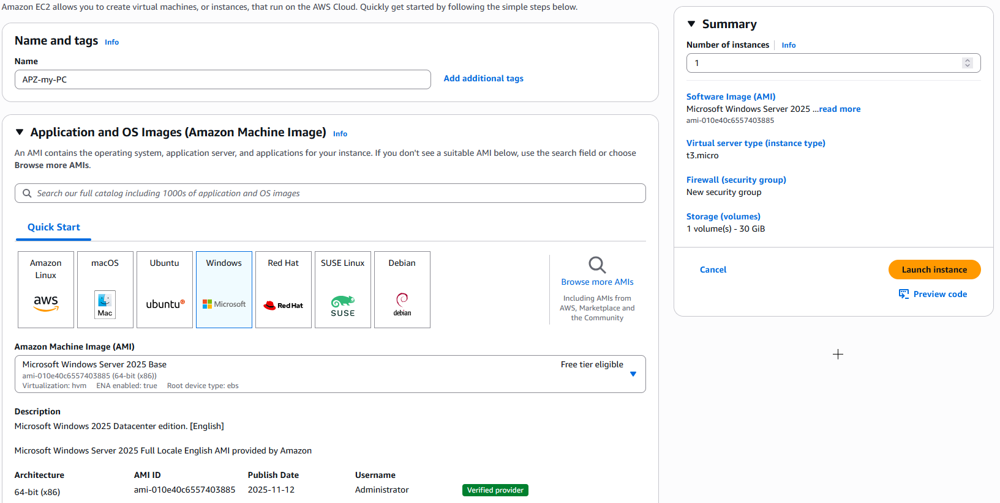 Amazon EC2 allows you to create virtual machines, or instances, that run on the AWS Cloud. Quickly get started by following the simple steps below.
Name and tags Info
Name
APZ-my-PC
Add additional tags
Application and OS Images (Amazon Machine Image) Info
An AMI contains the operating system, application server, and applications for your instance. If you don't see a suitable AMI below, use the search field or choose
Browse more AMIs.
Search our full catalog including 1000s of application and OS images
Quick Start
Amazon
Linux
aws
macOS
Mac
Ubuntu
ubuntu
Windows
Microsoft
Red Hat
Red Hat
SUSE Linux
SUSE
Debian
debian
Browse more AMIs
Including AMIs from
AWS, Marketplace and
the Community
Amazon Machine Image (AMI)
Microsoft Windows Server 2025 Base
Free tier eligible
ami-010e40c6557403885 (64-bit (x86))
Virtualization: hvm ENA enabled: true Root device type: ebs
Description
Microsoft Windows 2025 Datacenter edition. [English]
Microsoft Windows Server 2025 Full Locale English AMI provided by Amazon
Architecture AMI ID Publish Date Username
64-bit (x86) ami-010e40c6557403885 2025-11-12 Administrator Verified provider
Summary
Number of instances Info
1
Software Image (AMI)
Microsoft Windows Server 2025 ...read more
ami-010e40c6557403885
Virtual server type (instance type)
t3.micro
Firewall (security group)
New security group
Storage (volumes)
1 volume(s) - 30 GiB
Cancel
Launch instance
Preview code